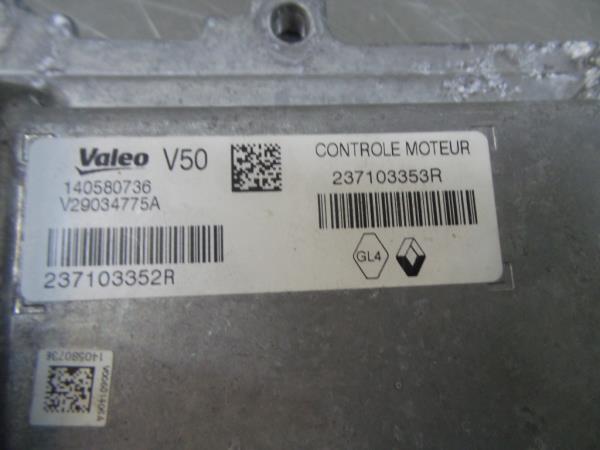 Valeo V50
140580736
V29034775A
237103352R
CONTROLE MOTEUR
237103353R
GL4
140580736